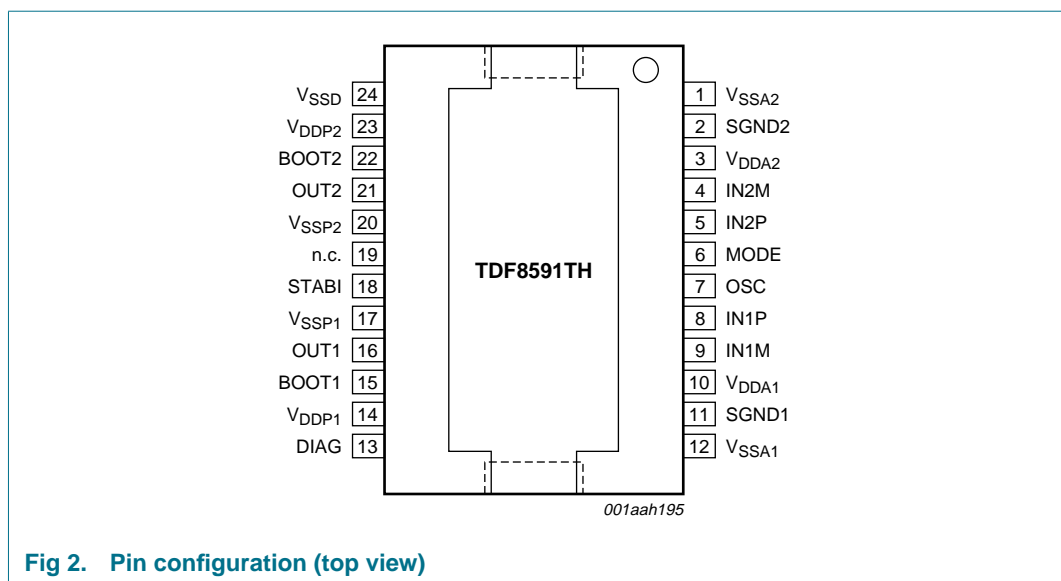 VSSD 24 1 VSSA2
VDDP2 23 2 SGND2
BOOT2 22 3 VDDA2
OUT2 21 4 IN2M
VSSP2 20 5 IN2P
n.c. 19 6 MODE
TDF8591TH
STABI 18 7 OSC
VSSP1 17 8 IN1P
OUT1 16 9 IN1M
BOOT1 15 10 VDDA1
VDDP1 14 11 SGND1
DIAG 13 12 VSSA1
001aah195
Fig 2. Pin configuration (top view)